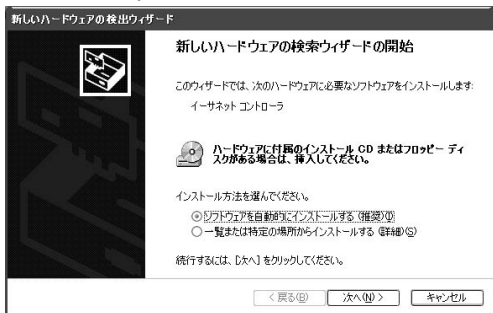 新しいハードウェアの検出ウィザード
新しいハードウェアの検索ウィザードの開始
このウィザードでは、次のハードウェアに必要なソフトウェアをインストールします:
イーサネット コントローラ
ハードウェアに付属のインストール CD またはフロッピー ディ
スクがある場合は、挿入してください。
インストール方法を選んでください。
ソフトウェアを自動的にインストールする (推奨)(I)
一覧または特定の場所からインストールする (詳細)(S)
続行するには、[次へ] をクリックしてください。
< 戻る(B) 次へ(N) > キャンセル